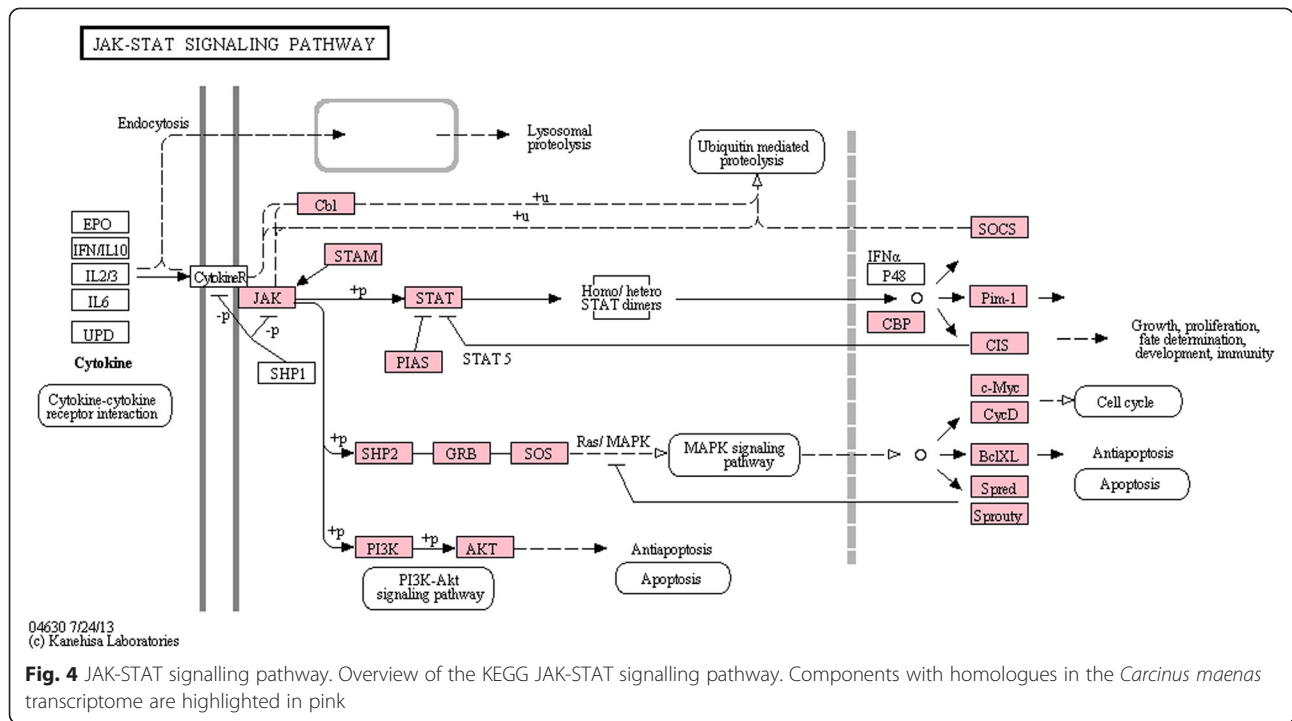 JAK-STAT SIGNALING PATHWAY
Endocytosis
Lysosomal
proteolysis
Ubiquitin mediated
proteolysis
Cbl
+u
+u
EPO
IFN/IL10
IL2/3
IL6
UPD
Cytokine
Cytokine-cytokine
receptor interaction
CytokineR
STAM
JAK
+p
STAT
Homo/ hetero
STAT dimers
IFNα
P48
CBP
SOCS
Pim-1
CIS
Growth, proliferation,
fate determination,
development, immunity
-p
-p
SHP1
PIAS
STAT 5
c-Myc
CycD
Cell cycle
+p
SHP2
GRB
SOS
Ras/ MAPK
MAPK signaling
pathway
BclXL
Antiapoptosis
Apoptosis
Spred
Sprouty
+p
PI3K
+p
AKT
Antiapoptosis
Apoptosis
PI3K-Akt
signaling pathway
04630 7/24/13
(c) Kanehisa Laboratories
Fig. 4 JAK-STAT signalling pathway. Overview of the KEGG JAK-STAT signalling pathway. Components with homologues in the Carcinus maenas
transcriptome are highlighted in pink